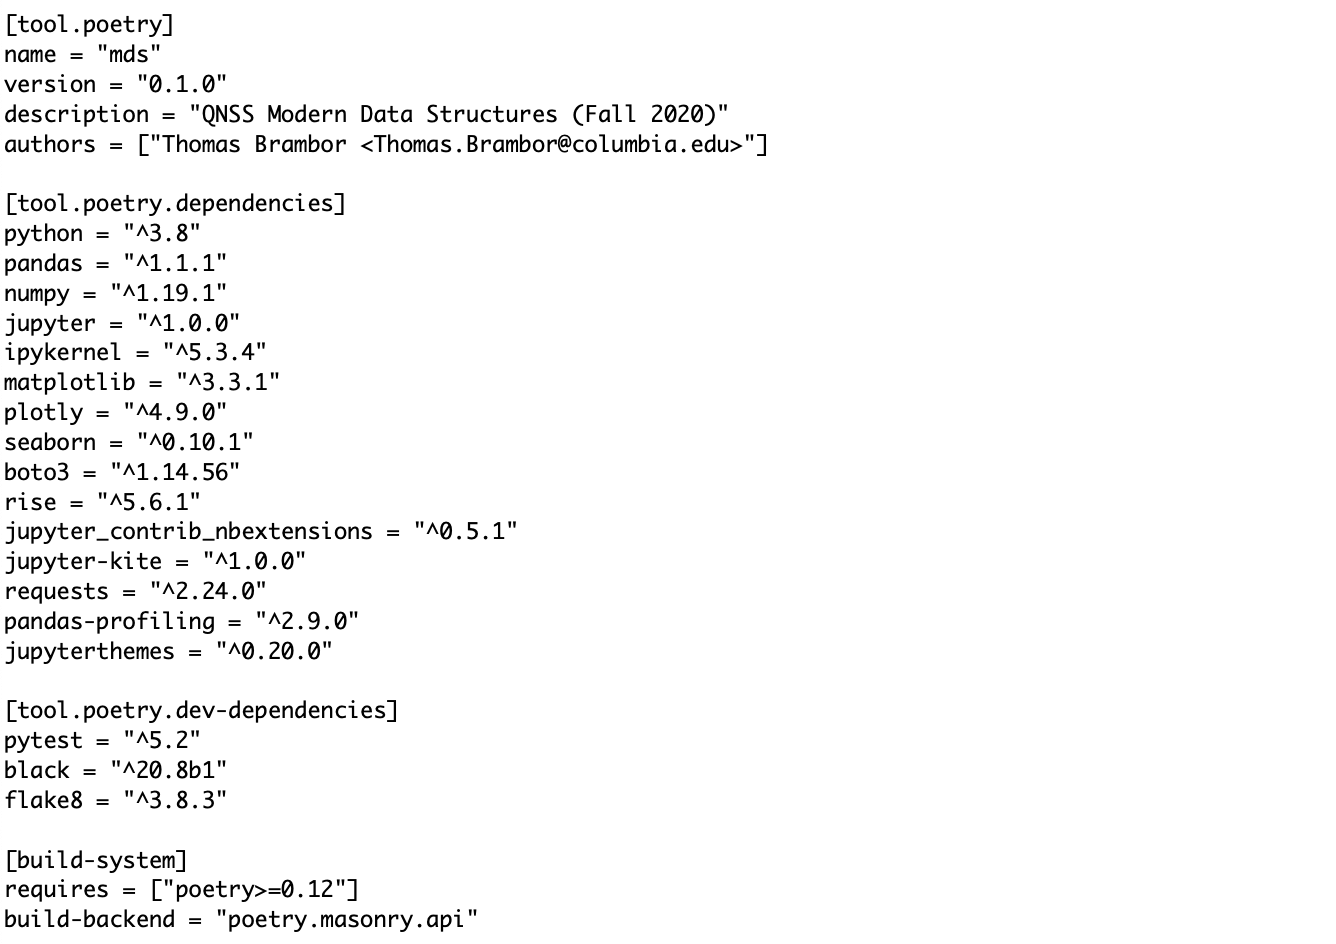 [tool.poetry]
name = "mds"
version = "0.1.0"
description = "QNSS Modern Data Structures (Fall 2020)"
authors = ["Thomas Brambor <Thomas.Brambor@columbia.edu>"]

[tool.poetry.dependencies]
python = "^3.8"
pandas = "^1.1.1"
numpy = "^1.19.1"
jupyter = "^1.0.0"
ipykernel = "^5.3.4"
matplotlib = "^3.3.1"
plotly = "^4.9.0"
seaborn = "^0.10.1"
boto3 = "^1.14.56"
rise = "^5.6.1"
jupyter_contrib_nbextensions = "^0.5.1"
jupyter-kite = "^1.0.0"
requests = "^2.24.0"
pandas-profiling = "^2.9.0"
jupyterthemes = "^0.20.0"

[tool.poetry.dev-dependencies]
pytest = "^5.2"
black = "^20.8b1"
flake8 = "^3.8.3"

[build-system]
requires = ["poetry>=0.12"]
build-backend = "poetry.masonry.api"